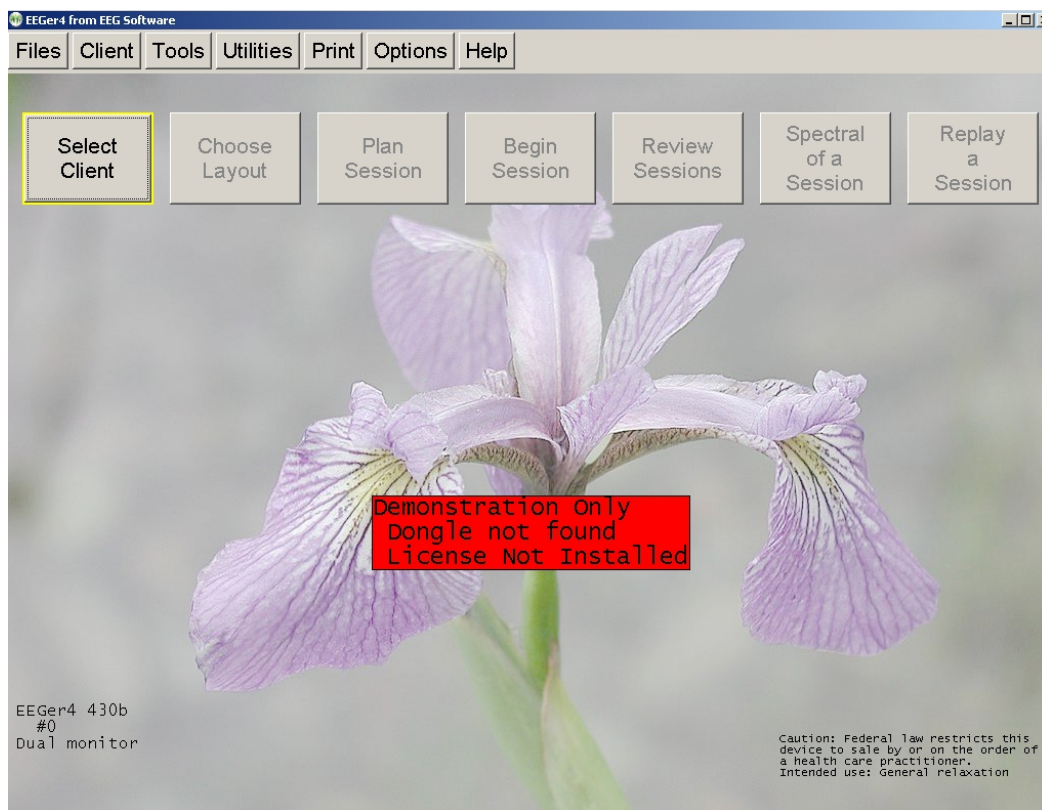 EEGer4 from EEG Software
Files Client Tools Utilities Print Options Help
Select
Client
Choose
Layout
Plan
Session
Begin
Session
Review
Sessions
Spectral
of a
Session
Replay
a
Session
Demonstration Only
Dongle not found
License Not Installed
EEGer4 430b
#0
Dual monitor
Caution: Federal law restricts this
device to sale by or on the order of
a health care practitioner.
Intended use: General relaxation